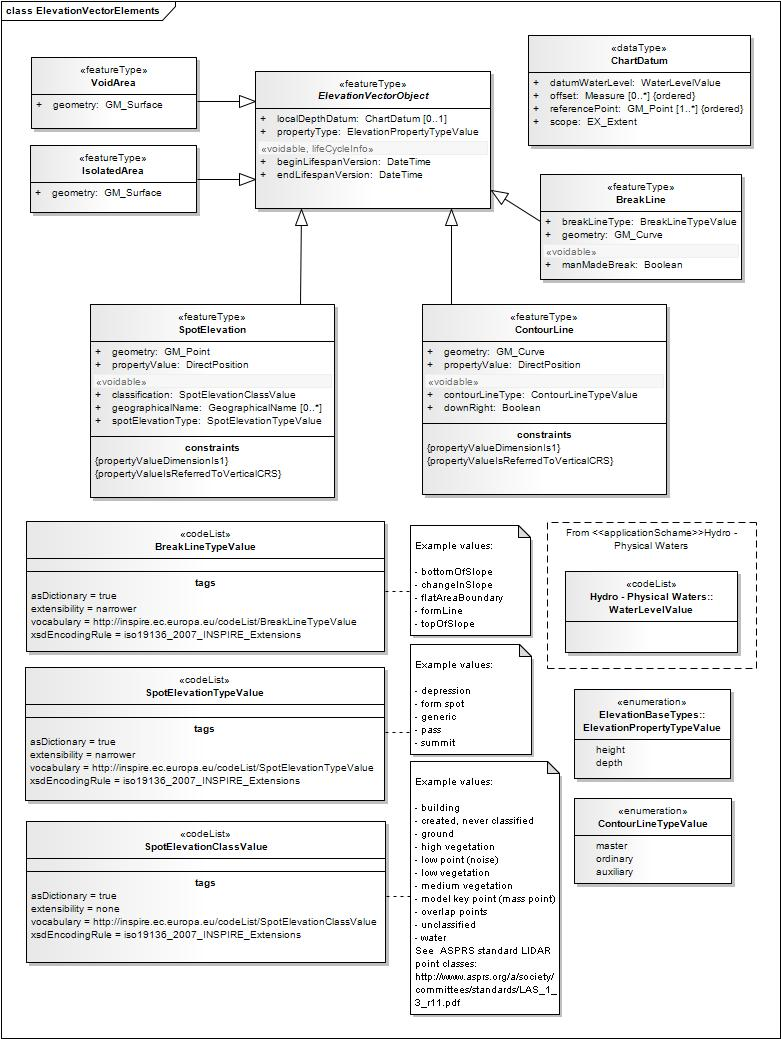 class ElevationVectorElements
«featureType»
VoidArea
+ geometry: GM_Surface
«featureType»
IsolatedArea
+ geometry: GM_Surface
«featureType»
ElevationVectorObject
+ localDepthDatum: ChartDatum [0..1]
+ propertyType: ElevationPropertyTypeValue
«voidable, lifeCycleInfo»
+ beginLifespanVersion: DateTime
+ endLifespanVersion: DateTime
«dataType»
ChartDatum
+ datumWaterLevel: WaterLevelValue
+ offset: Measure [0..*] {ordered}
+ referencePoint: GM_Point [1..*] {ordered}
+ scope: EX_Extent
«featureType»
BreakLine
+ breakLineType: BreakLineTypeValue
+ geometry: GM_Curve
«voidable»
+ manMadeBreak: Boolean
«featureType»
SpotElevation
+ geometry: GM_Point
+ propertyValue: DirectPosition
«voidable»
+ classification: SpotElevationClassValue
+ geographicalName: GeographicalName [0..*]
+ spotElevationType: SpotElevationTypeValue
constraints
{propertyValueDimensionIs1}
{propertyValueIsReferredToVerticalCRS}
«featureType»
ContourLine
+ geometry: GM_Curve
+ propertyValue: DirectPosition
«voidable»
+ contourLineType: ContourLineTypeValue
+ downRight: Boolean
constraints
{propertyValueDimensionIs1}
{propertyValueIsReferredToVerticalCRS}
«codeList»
BreakLineTypeValue
tags
asDictionary = true
extensibility = narrower
vocabulary = http://inspire.ec.europa.eu/codeList/BreakLineTypeValue
xsdEncodingRule = iso19136_2007_INSPIRE_Extensions
Example values:
- bottomOfSlope
- changeInSlope
- flatAreaBoundary
- formLine
- topOfSlope
From <<applicationSchame>>Hydro -
Physical Waters
«codeList»
Hydro - Physical Waters::
WaterLevelValue
«codeList»
SpotElevationTypeValue
tags
asDictionary = true
extensibility = narrower
vocabulary = http://inspire.ec.europa.eu/codeList/SpotElevationTypeValue
xsdEncodingRule = iso19136_2007_INSPIRE_Extensions
Example values:
- depression
- form spot
- generic
- pass
- summit
«enumeration»
ElevationBaseTypes::
ElevationPropertyTypeValue
height
depth
«codeList»
SpotElevationClassValue
tags
asDictionary = true
extensibility = none
vocabulary = http://inspire.ec.europa.eu/codeList/SpotElevationClassValue
xsdEncodingRule = iso19136_2007_INSPIRE_Extensions
Example values:
- building
- created, never classified
- ground
- high vegetation
- low point (noise)
- low vegetation
- medium vegetation
- model key point (mass point)
- overlap points
- unclassified
- water
See ASPRS standard LIDAR
point classes:
http://www.asprs.org/a/society/
committees/standards/LAS_1_
3_r11.pdf
«enumeration»
ContourLineTypeValue
master
ordinary
auxiliary